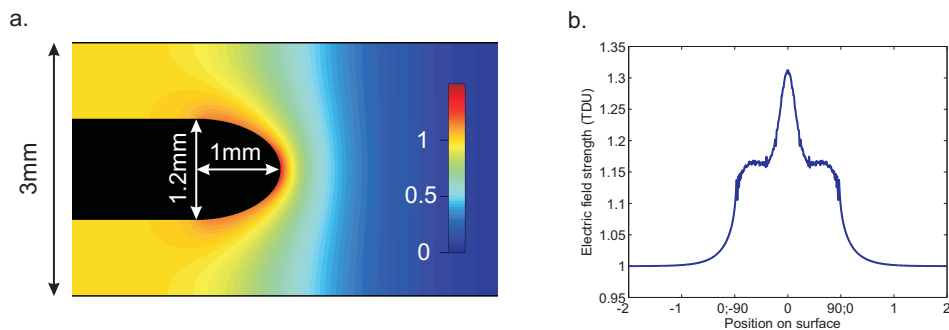 a.
3mm
1.2mm
1mm
1
0.5
0
b.
Electric field strength (TDU)
1.35
1.3
1.25
1.2
1.15
1.1
1.05
1
0.95
-2
-1
0;-90
0
90;0
1
2
Position on surface